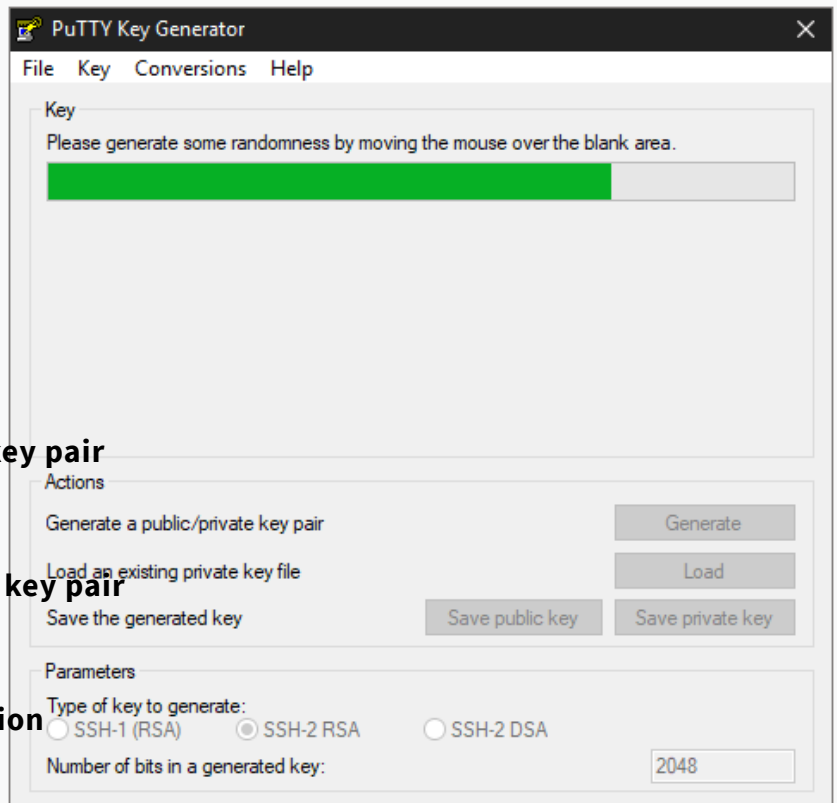 PuTTY Key Generator
File Key Conversions Help
Key
Please generate some randomness by moving the mouse over the blank area.
key pair
Actions
Generate a public/private key pair Generate
Load an existing private key file Load
key pair
Save the generated key Save public key Save private key
Parameters
Type of key to generate:
SSH-1 (RSA) SSH-2 RSA SSH-2 DSA
Number of bits in a generated key: 2048